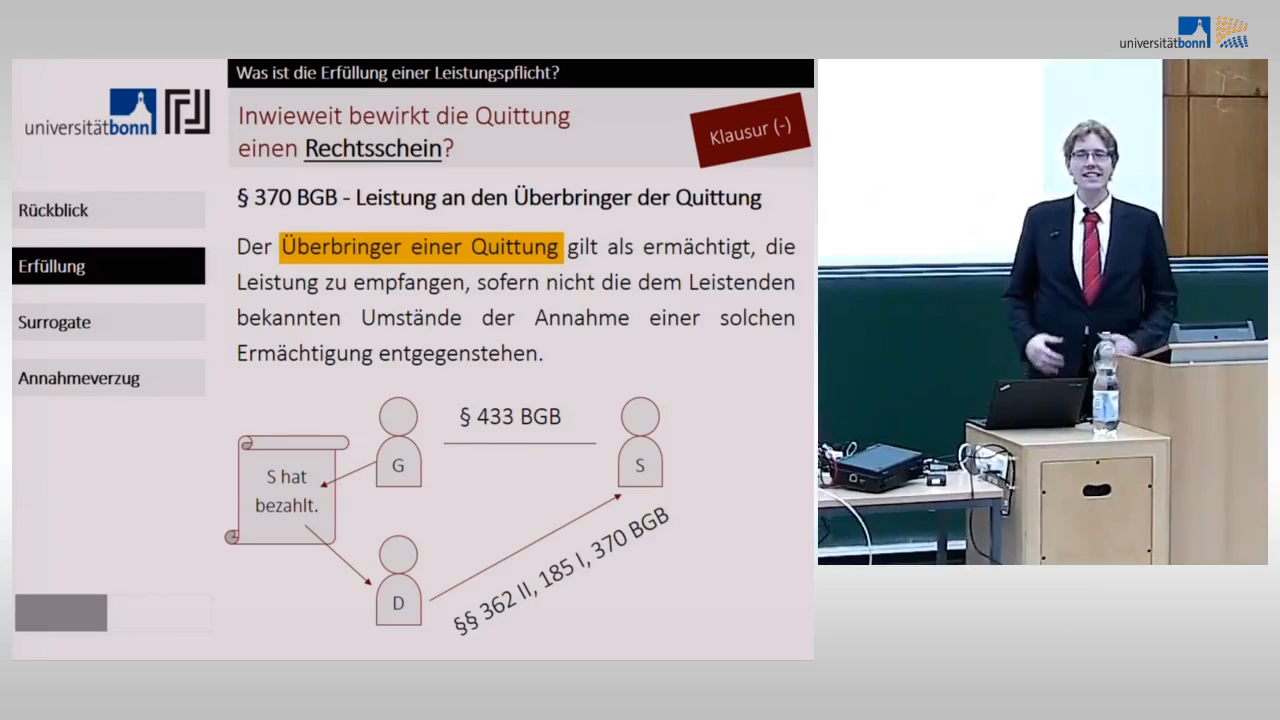 universitätbonn
Was ist die Erfüllung einer Leistungspflicht?
universitätbonn
Inwieweit bewirkt die Quittung
einen Rechtsschein?
Klausur (-)
Rückblick
Erfüllung
Surrogate
Annahmeverzug
§ 370 BGB - Leistung an den Überbringer der Quittung
Der Überbringer einer Quittung gilt als ermächtigt, die
Leistung zu empfangen, sofern nicht die dem Leistenden
bekannten Umstände der Annahme einer solchen
Ermächtigung entgegenstehen.
§ 433 BGB
G
S
S hat
bezahlt.
D
§§ 362 II, 185 I, 370 BGB